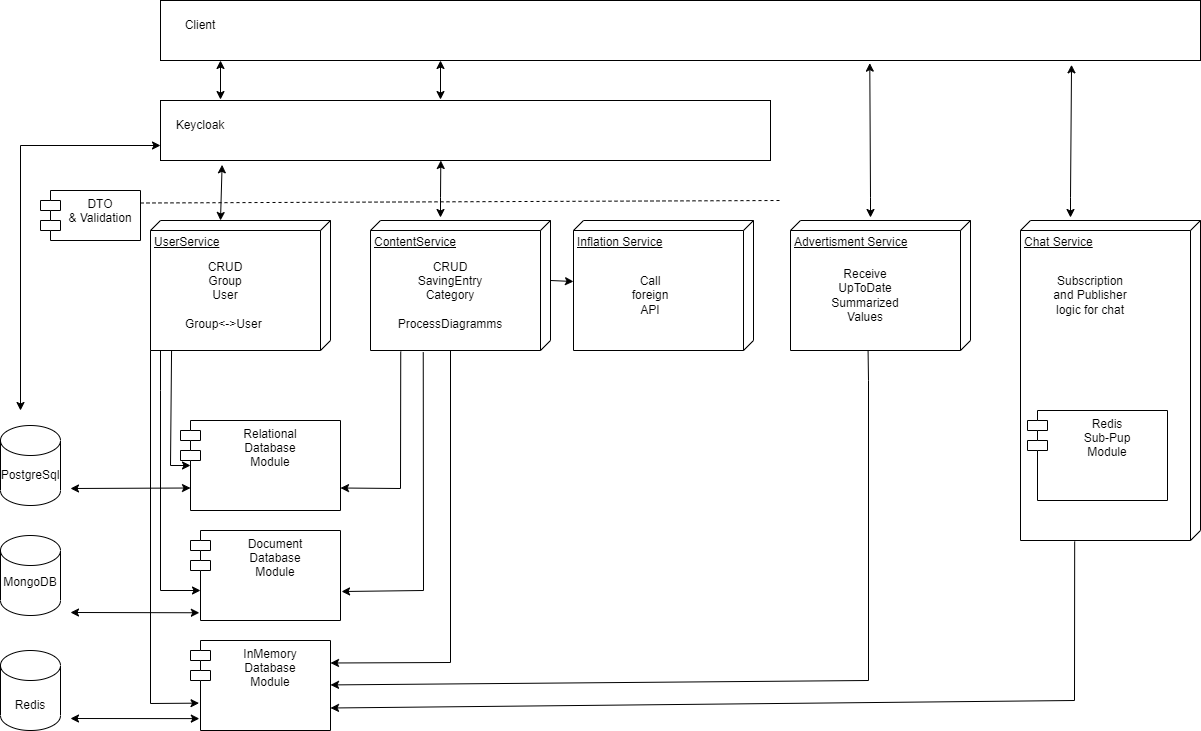 Client
Keycloak
DTO
& Validation
UserService
CRUD
Group
User
Group<->User
ContentService
CRUD
SavingEntry
Category
ProcessDiagramms
Inflation Service
Call
foreign
API
Advertisment Service
Receive
UpToDate
Summarized
Values
Chat Service
Subscription
and Publisher
logic for chat
Redis
Sub-Pup
Module
PostgreSql
Relational
Database
Module
MongoDB
Document
Database
Module
Redis
InMemory
Database
Module